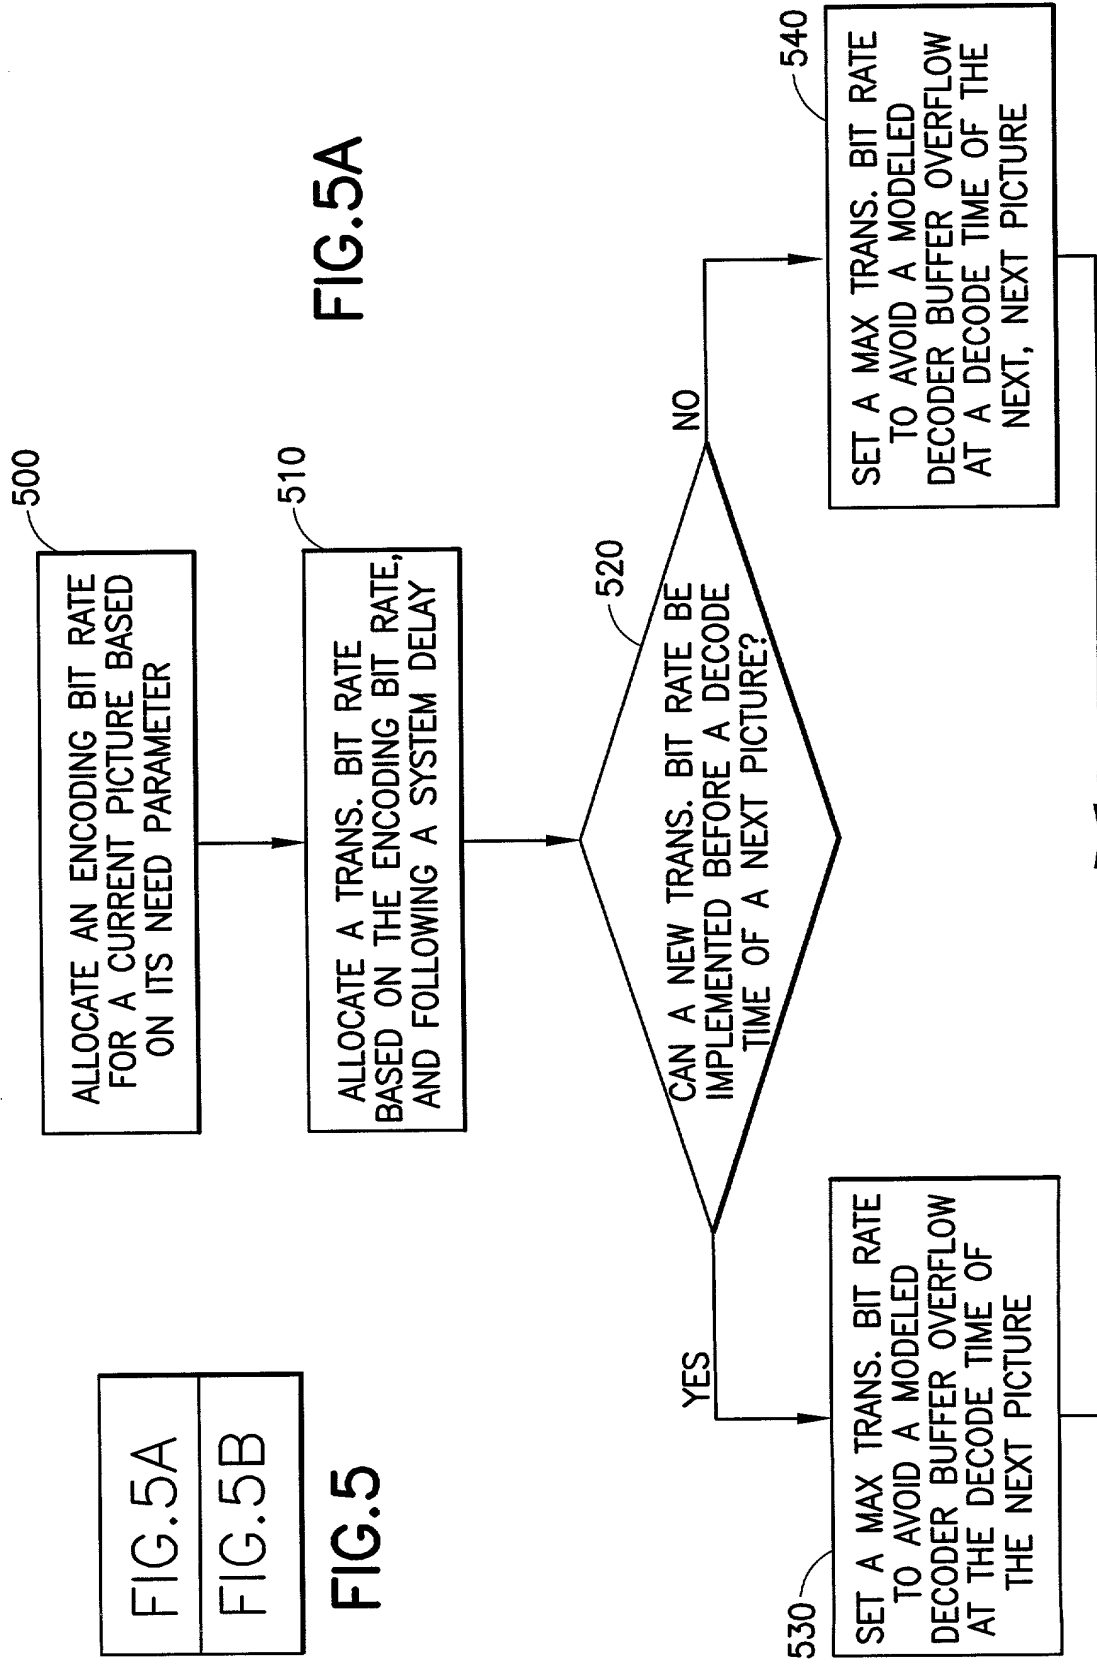 FIG.5A
FIG.5B
FIG.5
500
ALLOCATE AN ENCODING BIT RATE
FOR A CURRENT PICTURE BASED
ON ITS NEED PARAMETER
510
ALLOCATE A TRANS. BIT RATE
BASED ON THE ENCODING BIT RATE,
AND FOLLOWING A SYSTEM DELAY
FIG.5A
520
CAN A NEW TRANS. BIT RATE BE
IMPLEMENTED BEFORE A DECODE
TIME OF A NEXT PICTURE?
YES
NO
530
SET A MAX TRANS. BIT RATE
TO AVOID A MODELED
DECODER BUFFER OVERFLOW
AT THE DECODE TIME OF
THE NEXT PICTURE
540
SET A MAX TRANS. BIT RATE
TO AVOID A MODELED
DECODER BUFFER OVERFLOW
AT A DECODE TIME OF THE
NEXT, NEXT PICTURE